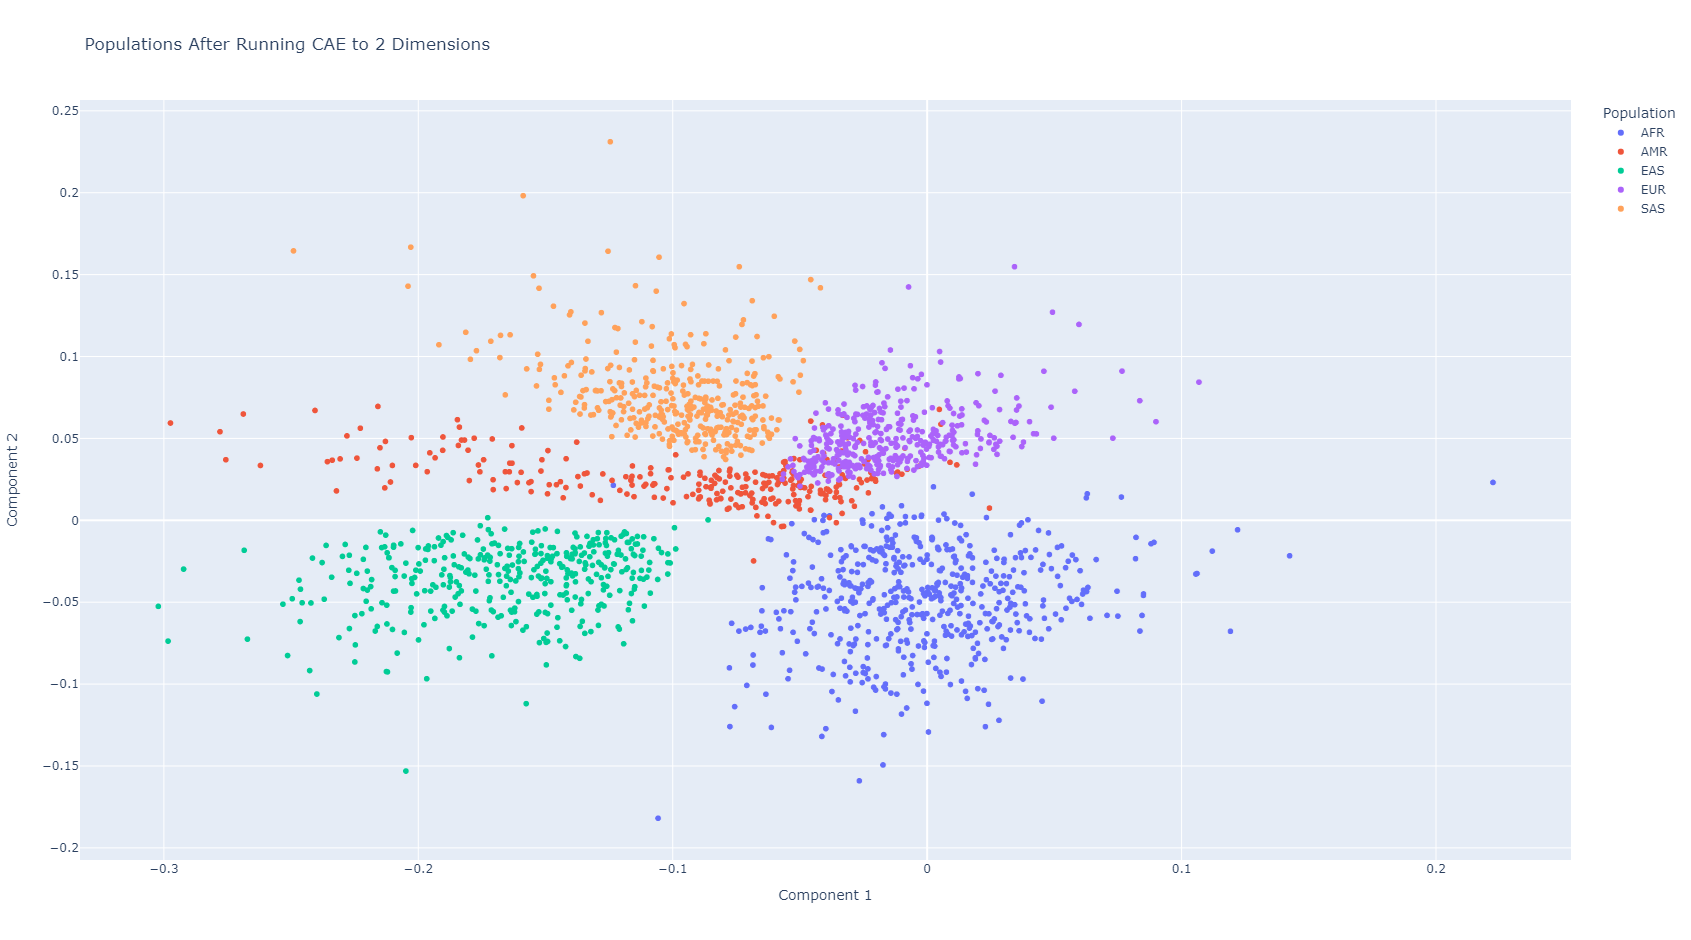 Populations After Running CAE to 2 Dimensions
Population
AFR
AMR
EAS
EUR
SAS
Component 2
0.25
0.2
0.15
0.1
0.05
0
−0.05
−0.1
−0.15
−0.2
−0.3
−0.2
−0.1
0
0.1
0.2
Component 1